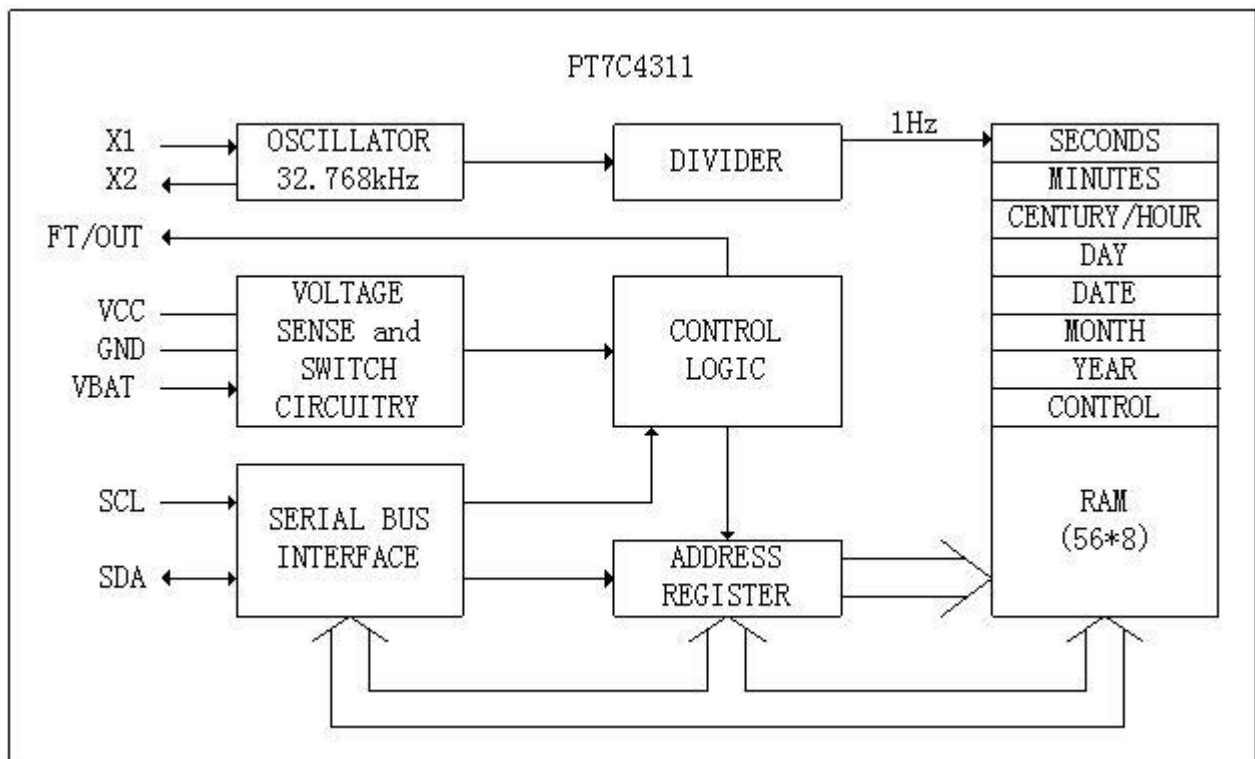 PT7C4311
X1
X2
OSCILLATOR
32.768kHz
DIVIDER
1Hz
SECONDS
MINUTES
CENTURY/HOUR
DAY
DATE
MONTH
YEAR
CONTROL
RAM
(56*8)
FT/OUT
VCC
GND
VBAT
VOLTAGE
SENSE and
SWITCH
CIRCUITRY
CONTROL
LOGIC
SCL
SDA
SERIAL BUS
INTERFACE
ADDRESS
REGISTER